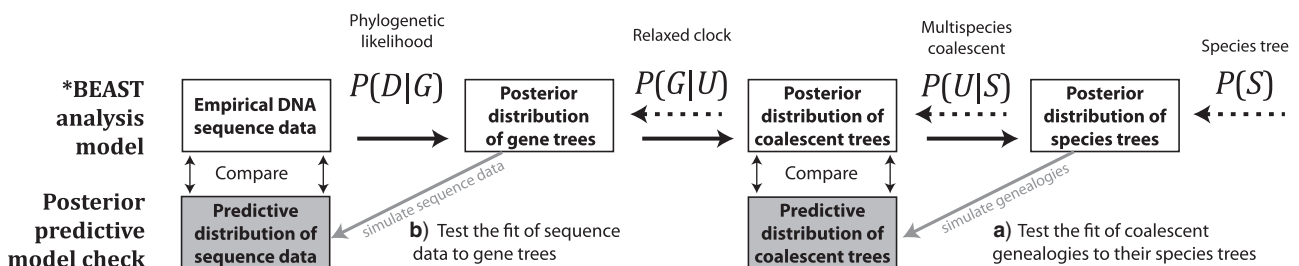 Phylogenetic
likelihood
Relaxed clock
Multispecies
coalescent
Species tree
*BEAST
analysis
model
Empirical DNA
sequence data
P(D|G)
Posterior
distribution
of gene trees
P(G|U)
Posterior
distribution of
coalescent trees
P(U|S)
Posterior
distribution of
species trees
P(S)
Compare
simulate sequence data
Compare
simulate genealogies
Posterior
predictive
model check
Predictive
distribution of
sequence data
b) Test the fit of sequence
data to gene trees
Predictive
distribution of
coalescent trees
a) Test the fit of coalescent
genealogies to their species trees